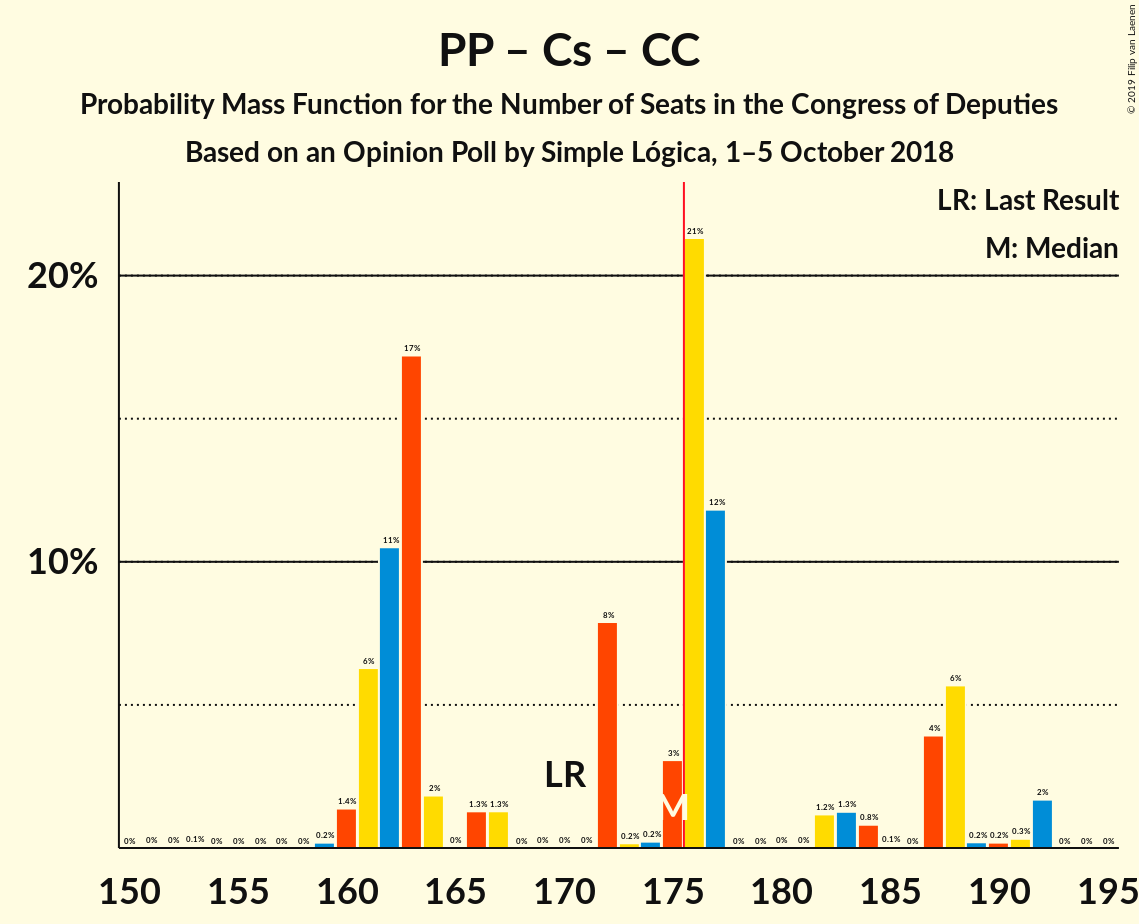 PP – Cs – CC
Probability Mass Function for the Number of Seats in the Congress of Deputies
Based on an Opinion Poll by Simple Lógica, 1–5 October 2018
© 2019 Filip van Laenen
LR: Last Result
M: Median
20%
10%
0% 0% 0% 0.1% 0% 0% 0% 0% 0% 0.2% 1.4% 6% 11% 17% 2% 0% 1.3% 1.3% 0% 0% 0% 0% 8% 0.2% 0.2% 3% 21% 12% 0% 0% 0% 0% 1.2% 1.3% 0.8% 0.1% 0% 4% 6% 0.2% 0.2% 0.3% 2% 0% 0% 0%
LR
M
150 155 160 165 170 175 180 185 190 195